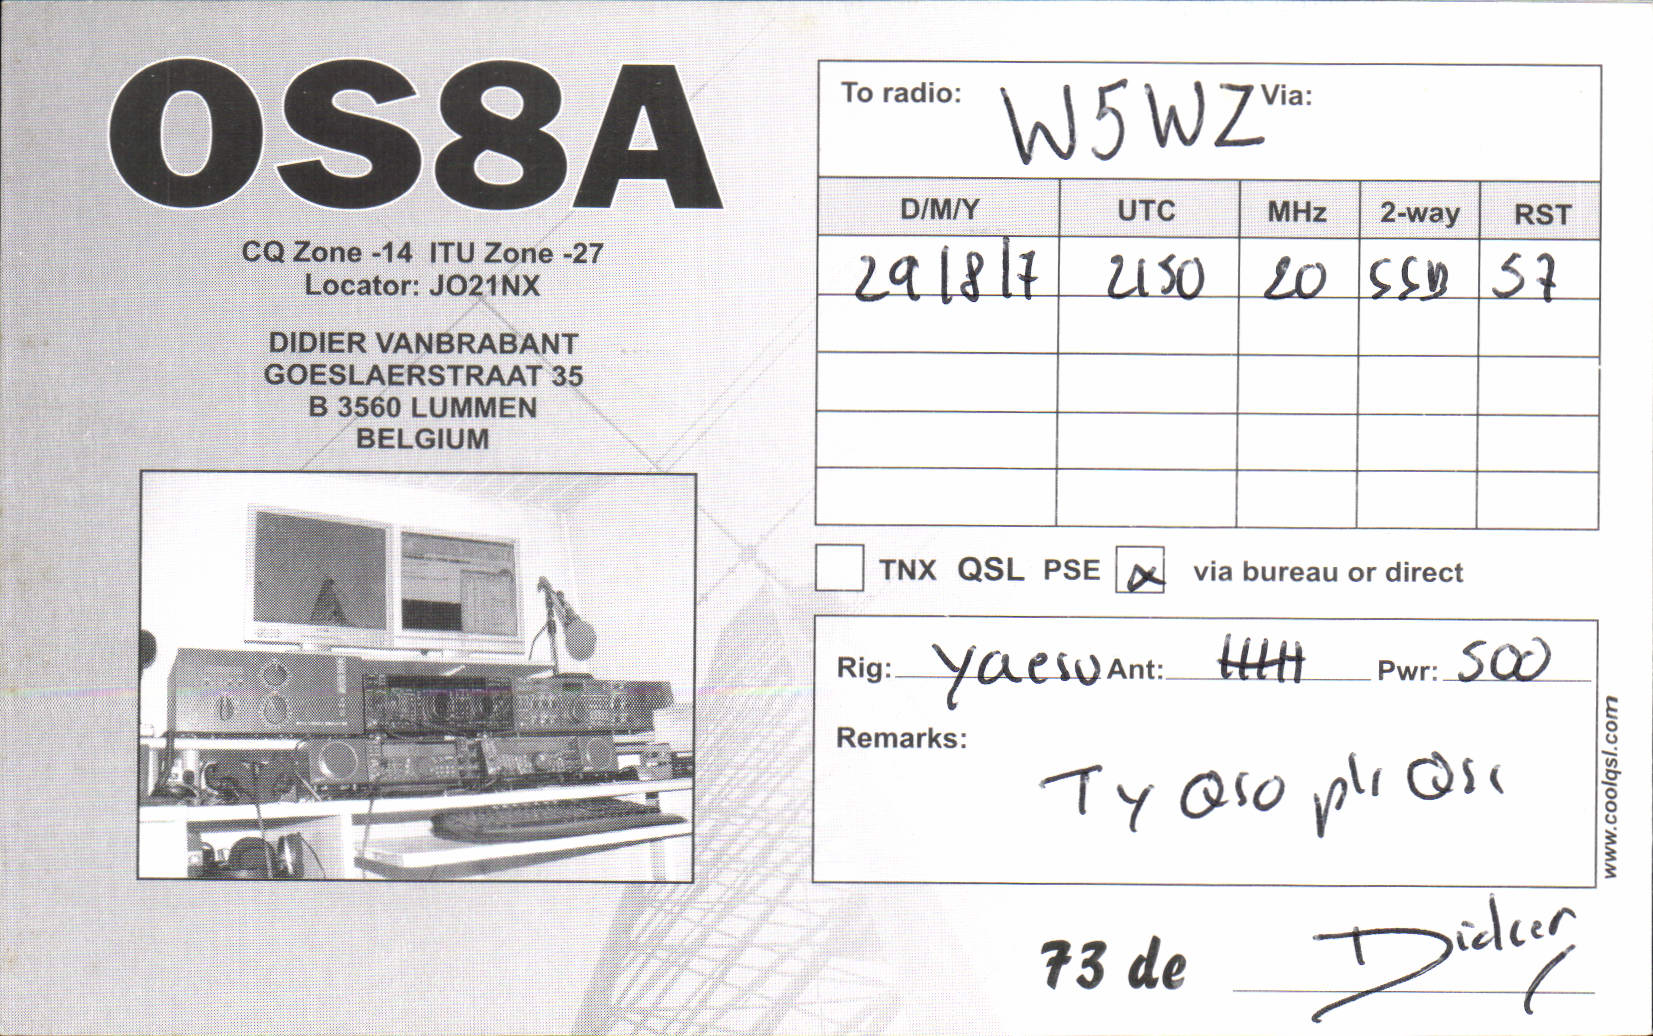 OS8A
CQ Zone -14 ITU Zone -27
Locator: JO21NX
DIDIER VANBRABANT
GOESLAERSTRAAT 35
B 3560 LUMMEN
BELGIUM
To radio: W5WZ Via:
D/M/Y UTC MHz 2-way RST
29/8/7 2150 20 SSB 57
TNX QSL PSE via bureau or direct
Rig: yaesu Ant: Pwr: 500
Remarks:
Ty QSO pls QSL
www.coolqsl.com
73 de Didier